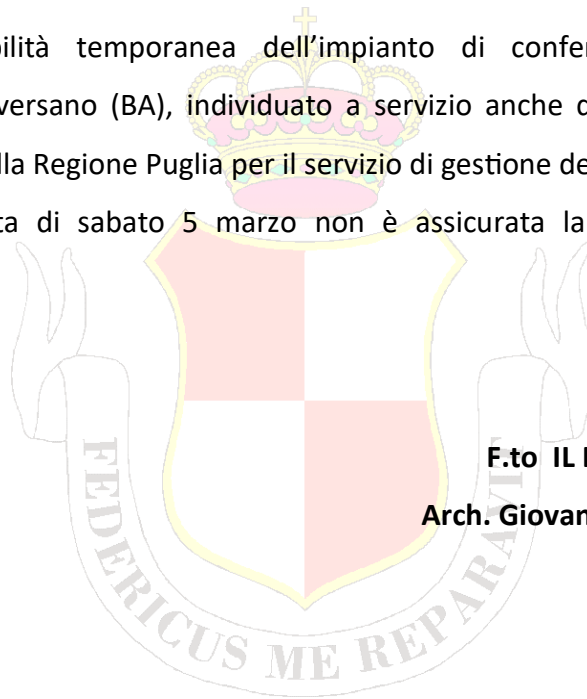 bilità temporanea dell'impianto di confer
versano (BA), individuato a servizio anche d
lla Regione Puglia per il servizio di gestione de
ta di sabato 5 marzo non è assicurata la
F.to IL
Arch. Giovan
FEDERICUS ME REPARAVIT